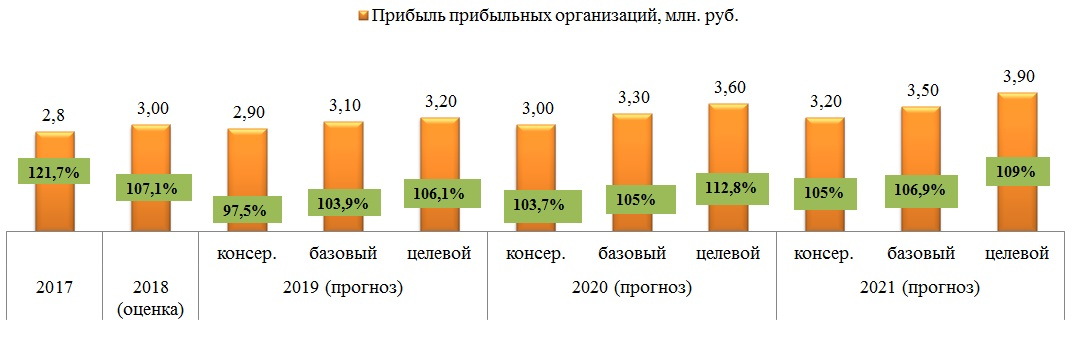 Прибыль прибыльных организаций, млн. руб.
2,8 3,00 2,90 3,10 3,20 3,00 3,30 3,60 3,20 3,50 3,90
121,7% 107,1% 97,5% 103,9% 106,1% 103,7% 105% 112,8% 105% 106,9% 109%
консер. базовый целевой консер. базовый целевой консер. базовый целевой
2017 2018 2019 (прогноз) 2020 (прогноз) 2021 (прогноз)
(оценка)